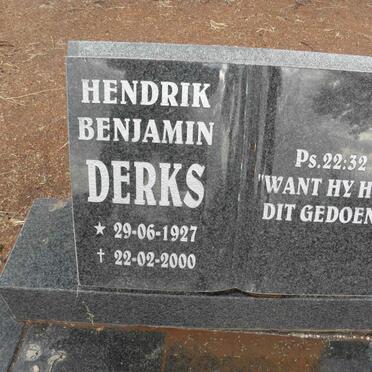 HENDRIK
BENJAMIN
DERKS
★ 29-06-1927
† 22-02-2000
Ps.22:32
"WANT HY
DIT GEDOEN